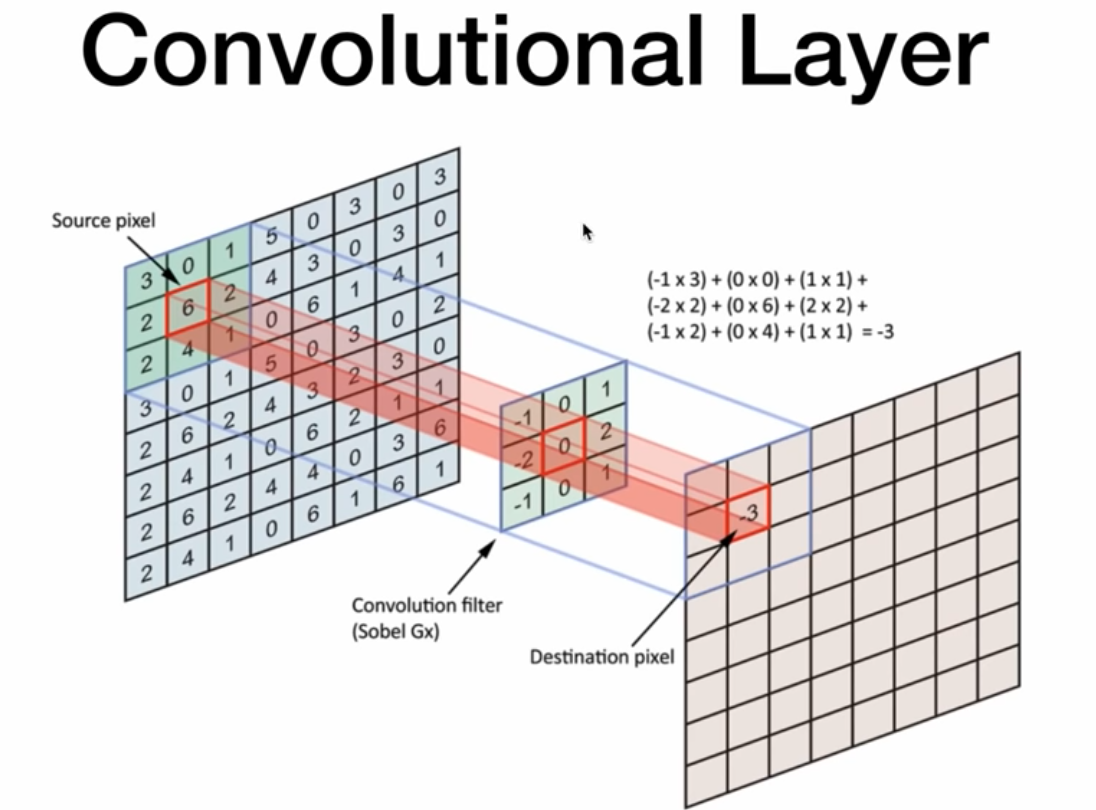 Convolutional Layer
Source pixel
3 0 1 5 0 3 0 3
2 6 2 4 3 0 3 0
2 4 1 0 6 1 4 1
3 0 1 5 0 3 0 2
2 6 2 4 3 2 3 0
2 4 1 0 6 2 1 1
2 6 2 4 4 0 3 6
2 4 1 0 6 1 6 1
(-1 x 3) + (0 x 0) + (1 x 1) +
(-2 x 2) + (0 x 6) + (2 x 2) +
(-1 x 2) + (0 x 4) + (1 x 1) = -3
-1 0 1
-2 0 2
-1 0 1
-3
Convolution filter
(Sobel Gx)
Destination pixel